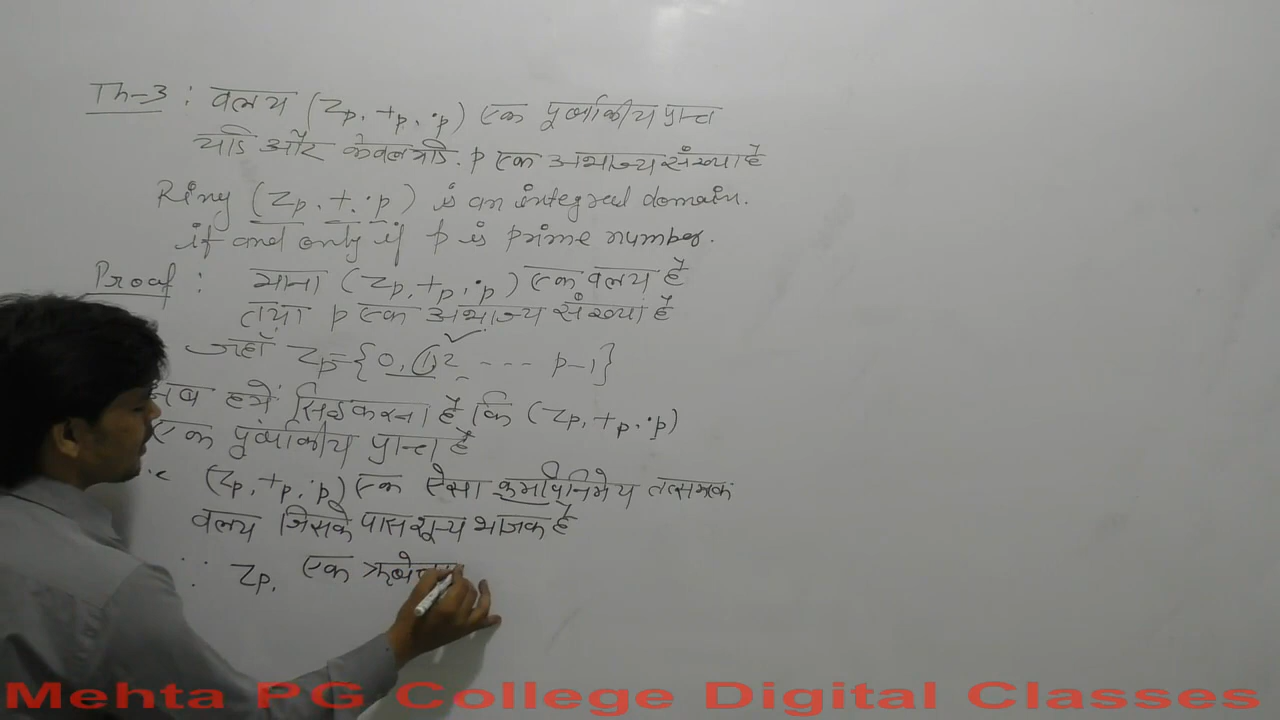 Th-3 : वलय (Zp, +p, ·p) एक पूर्णांकीय प्रान्त
यदि और केवल यदि p एक अभाज्य संख्या है
Ring (Zp, +, ·p) is an integral domain.
if and only if p is prime number.
Proof : माना (Zp, +p, ·p) एक वलय है
तथा p एक अभाज्य संख्या है
जहाँ Zp = {0, 1, 2 ---- p-1}
अब हमें सिद्ध करना है कि (Zp, +p, ·p)
एक पूर्णांकीय प्रान्त है
(Zp, +p, ·p) एक ऐसा क्रमविनिमेय तत्समक
वलय जिसके पास शून्य भाजक है
∵ Zp, एक
Mehta PG College Digital Classes